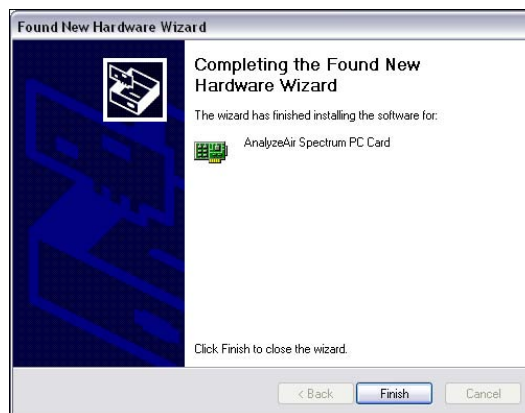 Found New Hardware Wizard
Completing the Found New
Hardware Wizard
The wizard has finished installing the software for:
AnalyzeAir Spectrum PC Card
Click Finish to close the wizard.
< Back
Finish
Cancel